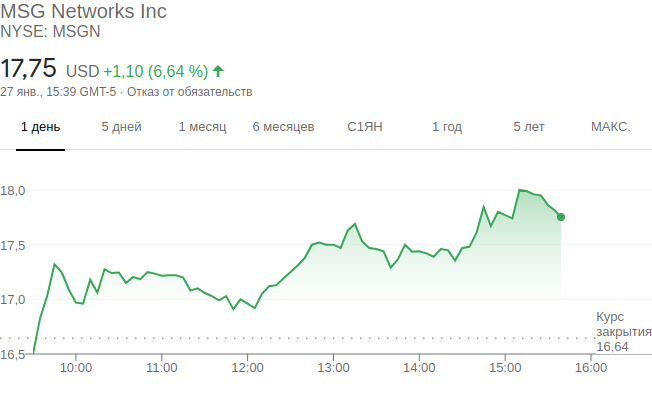 MSG Networks Inc
NYSE: MSGN
17,75 USD +1,10 (6,64 %)
27 янв., 15:39 GMT-5 · Отказ от обязательств
1 день 5 дней 1 месяц 6 месяцев С1ЯН 1 год 5 лет МАКС.
18,0
17,5
17,0
Курс
закрытия
16,64
16,5
10:00 11:00 12:00 13:00 14:00 15:00 16:00